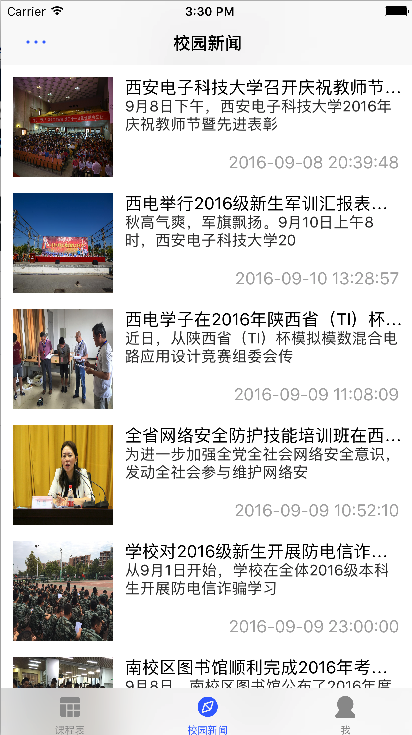 Carrier 3:30 PM
校园新闻
西安电子科技大学召开庆祝教师节...
9月8日下午，西安电子科技大学2016年
庆祝教师节暨先进表彰
2016-09-08 20:39:48
西电举行2016级新生军训汇报表...
秋高气爽，军旗飘扬。9月10日上午8
时，西安电子科技大学20
2016-09-10 13:28:57
西电学子在2016年陕西省（TI）杯...
近日，从陕西省（TI）杯模拟模数混合电
路应用设计竞赛组委会传
2016-09-09 11:08:09
全省网络安全防护技能培训班在西...
为进一步加强全党全社会网络安全意识，
发动全社会参与维护网络安
2016-09-09 10:52:10
学校对2016级新生开展防电信诈...
从9月1日开始，学校在全体2016级本科
生开展防电信诈骗学习
2016-09-09 23:00:00
南校区图书馆顺利完成2016年考...
9月8日，南校区图书馆公布了2016年度
课程表 校园新闻 我